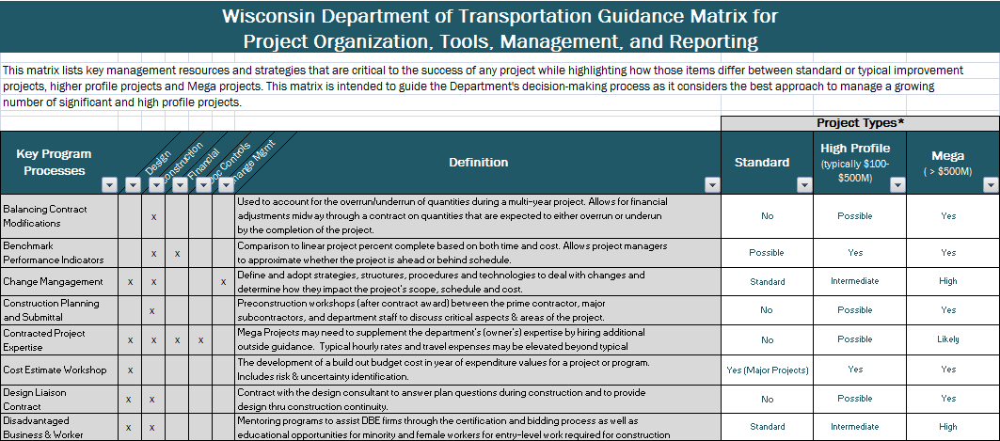 Wisconsin Department of Transportation Guidance Matrix for
Project Organization, Tools, Management, and Reporting
This matrix lists key management resources and strategies that are critical to the success of any project while highlighting how those items differ between standard or typical improvement
projects, higher profile projects and Mega projects. This matrix is intended to guide the Department's decision-making process as it considers the best approach to manage a growing
number of significant and high profile projects.
Project Types*
Key Program
Processes
Design
onstruction
Financial
oc Controls
hange Mgmt
Definition
Standard
High Profile
(typically $100-
$500M)
Mega
( > $500M)
Balancing Contract
Modifications
x
Used to account for the overrun/underrun of quantities during a multi-year project. Allows for financial
adjustments midway through a contract on quantities that are expected to either overrun or underun
by the completion of the project.
No
Possible
Yes
Benchmark
Performance Indicators
x x
Comparison to linear project percent complete based on both time and cost. Allows project managers
to approximate whether the project is ahead or behind schedule.
Possible
Yes
Yes
Change Mangagement
x x x
Define and adopt strategies, structures, procedures and technologies to deal with changes and
determine how they impact the project's scope, schedule and cost.
Standard
Intermediate
High
Construction Planning
and Submittal
x
Preconstruction workshops (after contract award) between the prime contractor, major
subcontractors, and department staff to discuss critical aspects & areas of the project.
No
Possible
Yes
Contracted Project
Expertise
x x x x
Mega Projects may need to supplement the department's (owner's) expertise by hiring additional
outside guidance. Typical hourly rates and travel expenses may be elevated beyond typical
No
Possible
Likely
Cost Estimate Workshop
x
The development of a build out budget cost in year of expenditure values for a project or program.
Includes risk & uncertainty identification.
Yes (Major Projects)
Yes
Yes
Design Liaison
Contract
x x
Contract with the design consultant to answer plan questions during construction and to provide
design thru construction continuity.
No
Possible
Yes
Disadvantaged
Business & Worker
x x
Mentoring programs to assist DBE firms through the certification and bidding process as well as
educational opportunities for minority and female workers for entry-level work required for construction
Standard
Intermediate
High